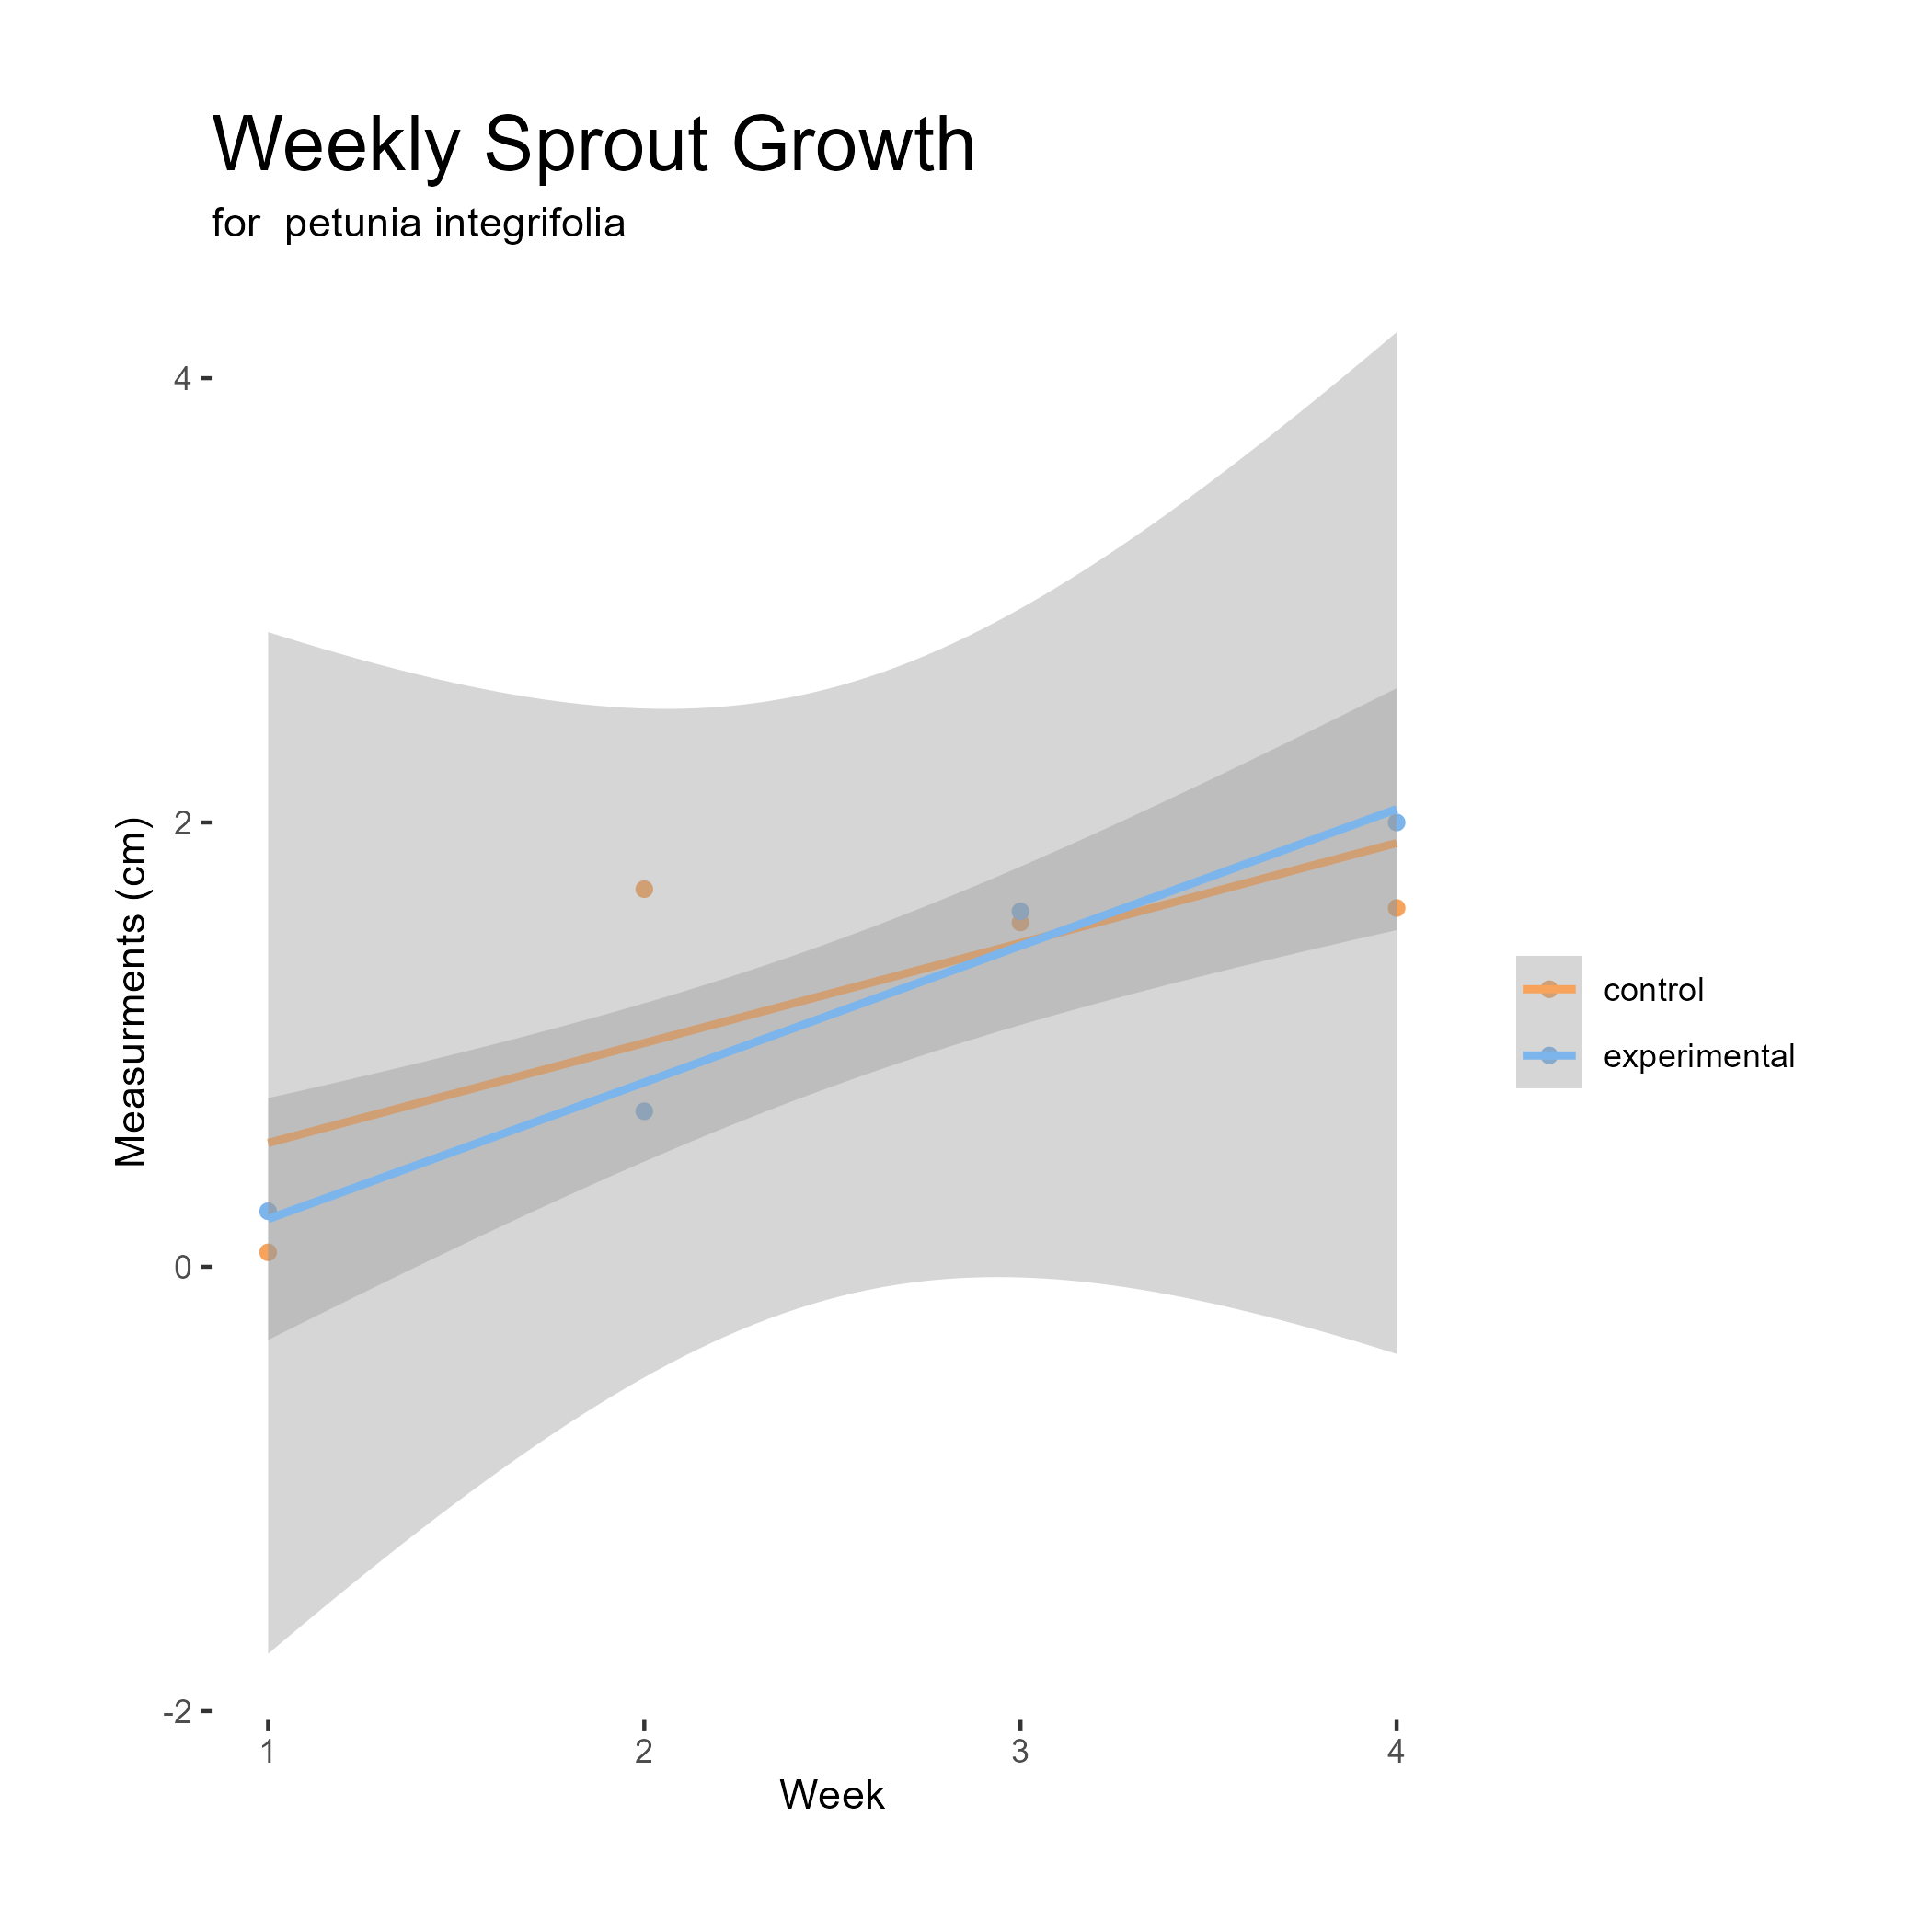 Weekly Sprout Growth
for  petunia integrifolia
4
2
0
-2
Measurments (cm)
1
2
3
4
Week
control
experimental